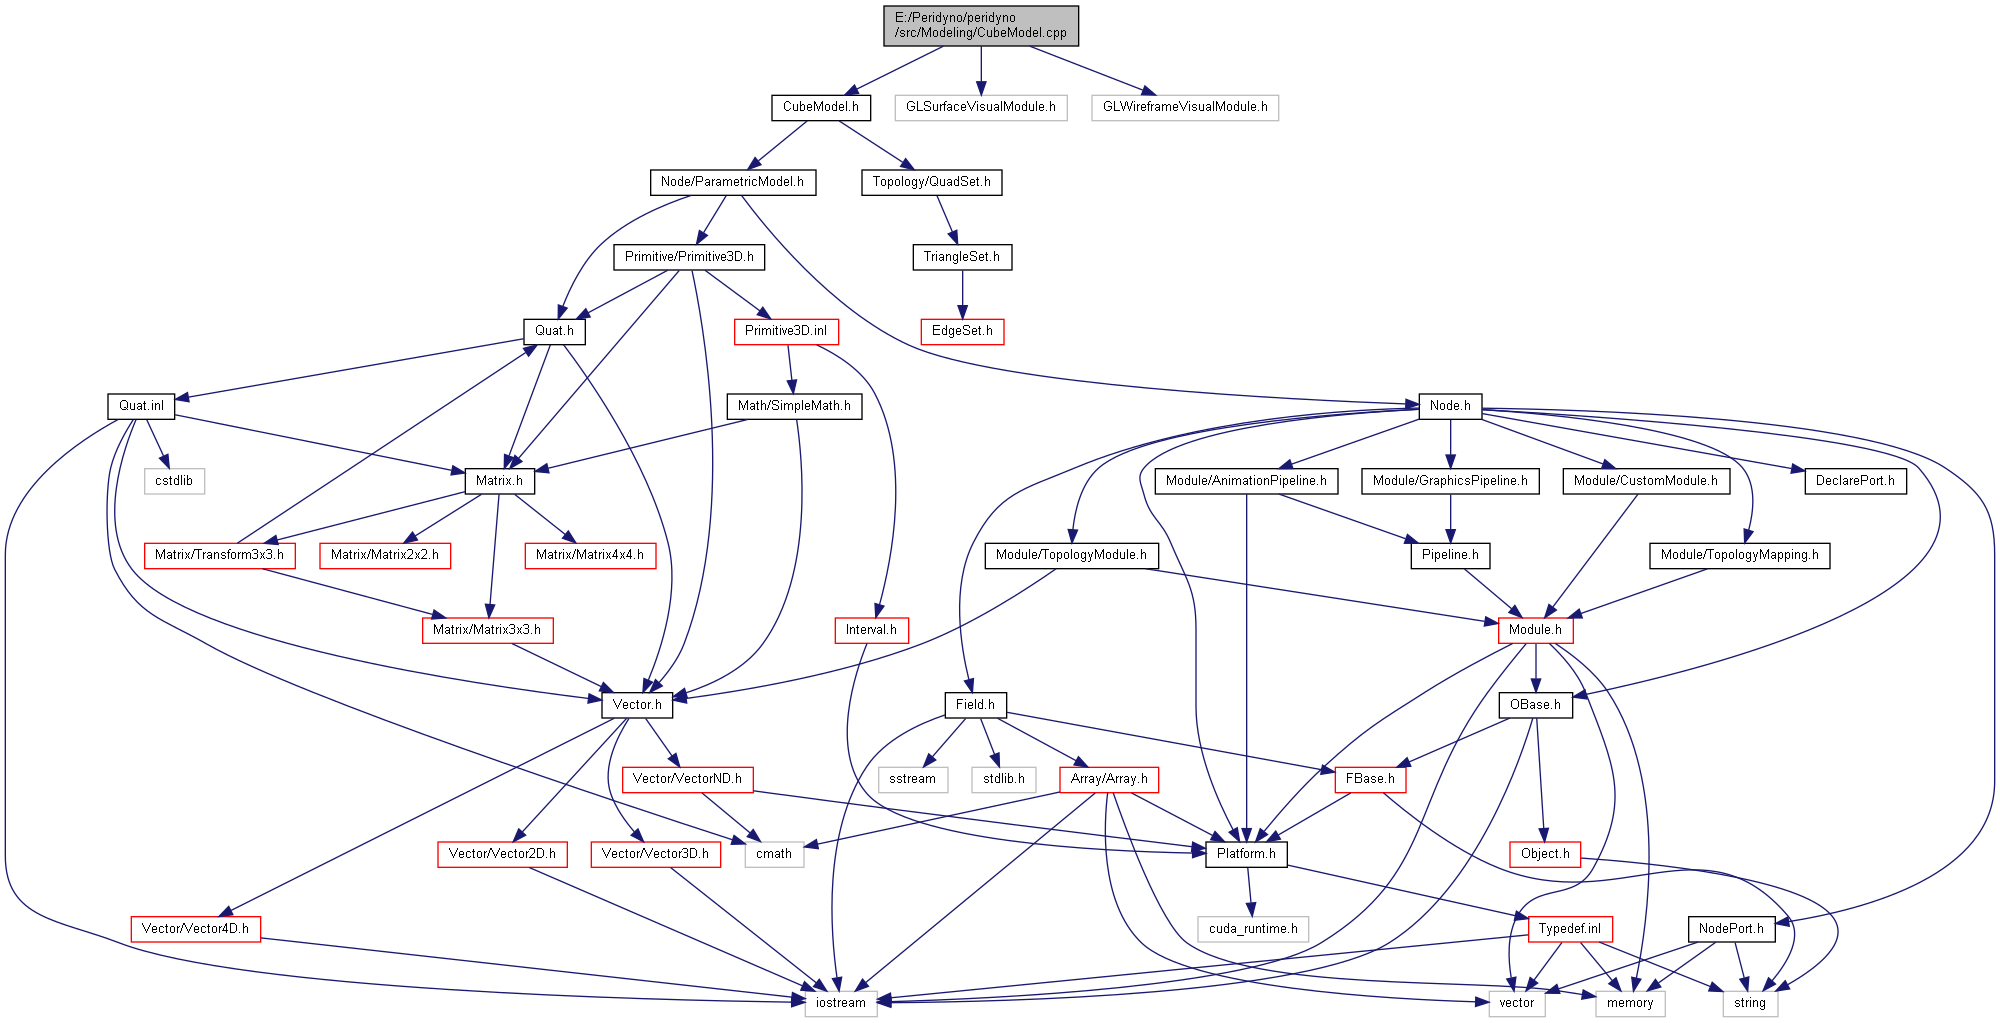 E:/Peridyno/peridyno
/src/Modeling/CubeModel.cpp
CubeModel.h
GLSurfaceVisualModule.h
GLWireframeVisualModule.h
Node/ParametricModel.h
Topology/QuadSet.h
Primitive/Primitive3D.h
TriangleSet.h
Quat.h
Primitive3D.inl
EdgeSet.h
Quat.inl
Math/SimpleMath.h
Node.h
cstdlib
Matrix.h
Module/AnimationPipeline.h
Module/GraphicsPipeline.h
Module/CustomModule.h
DeclarePort.h
Matrix/Transform3x3.h
Matrix/Matrix2x2.h
Matrix/Matrix4x4.h
Module/TopologyModule.h
Pipeline.h
Module/TopologyMapping.h
Matrix/Matrix3x3.h
Interval.h
Module.h
Vector.h
Field.h
OBase.h
Vector/VectorND.h
sstream
stdlib.h
Array/Array.h
FBase.h
Vector/Vector2D.h
Vector/Vector3D.h
cmath
Platform.h
Object.h
Vector/Vector4D.h
cuda_runtime.h
Typedef.inl
NodePort.h
iostream
vector
memory
string